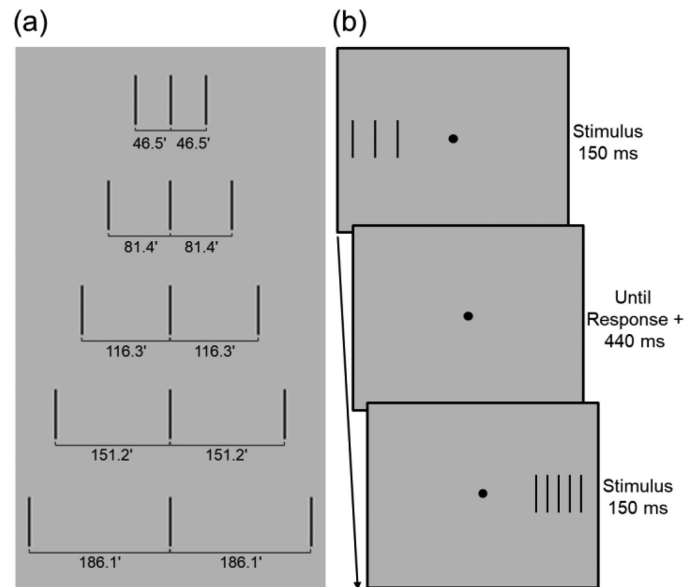 (a)
46.5' 46.5'
81.4' 81.4'
116.3' 116.3'
151.2' 151.2'
186.1' 186.1'
(b)
Stimulus
150 ms
Until
Response +
440 ms
Stimulus
150 ms